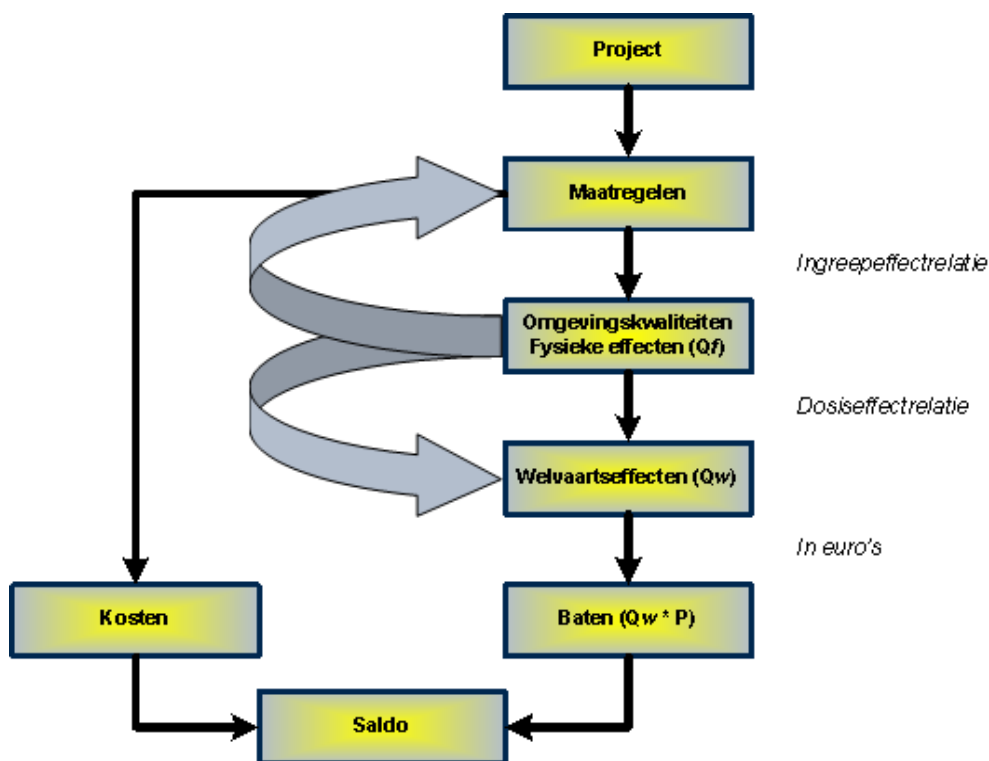 Project
Maatregelen
Ingreepeffectrelatie
Omgevingskwaliteiten
Fysieke effecten (Qf)
Dosiseffectrelatie
Welvaartseffecten (Qw)
In euro's
Kosten
Baten (Qw * P)
Saldo